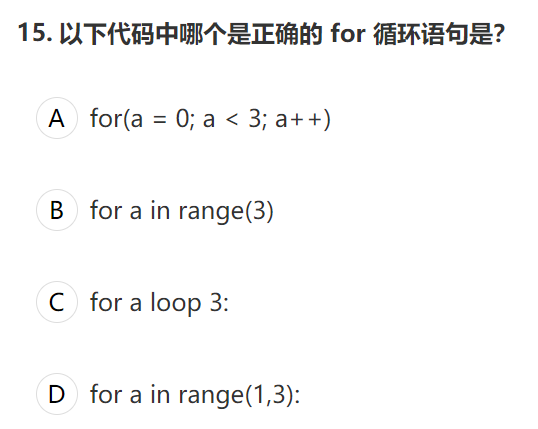 15. 以下代码中哪个是正确的 for 循环语句是?
A for(a = 0; a < 3; a++)
B for a in range(3)
C for a loop 3:
D for a in range(1,3):